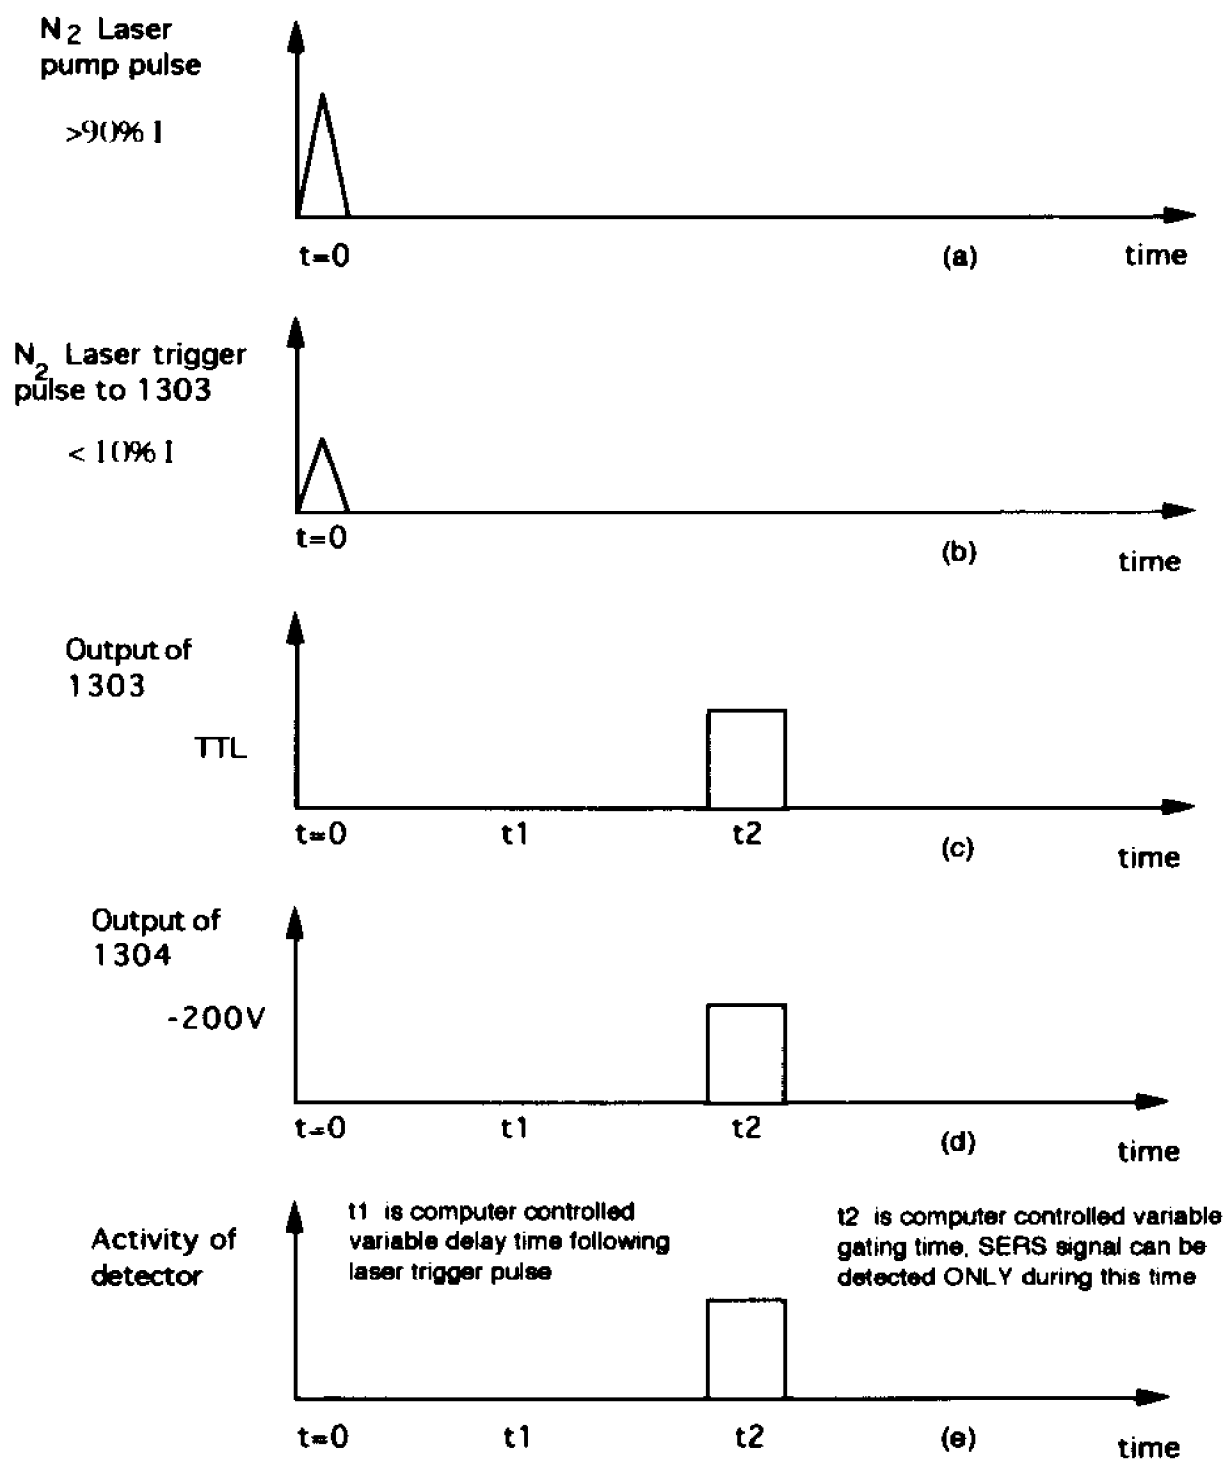 N2 Laser
pump pulse
>90% I
t=0
(a)
time
N2 Laser trigger
pulse to 1303
< 10% I
t=0
(b)
time
Output of
1303
TTL
t=0
t1
t2
(c)
time
Output of
1304
-200V
t=0
t1
t2
(d)
time
Activity of
detector
t1 is computer controlled
variable delay time following
laser trigger pulse
t2 is computer controlled variable
gating time, SERS signal can be
detected ONLY during this time
t=0
t1
t2
(e)
time